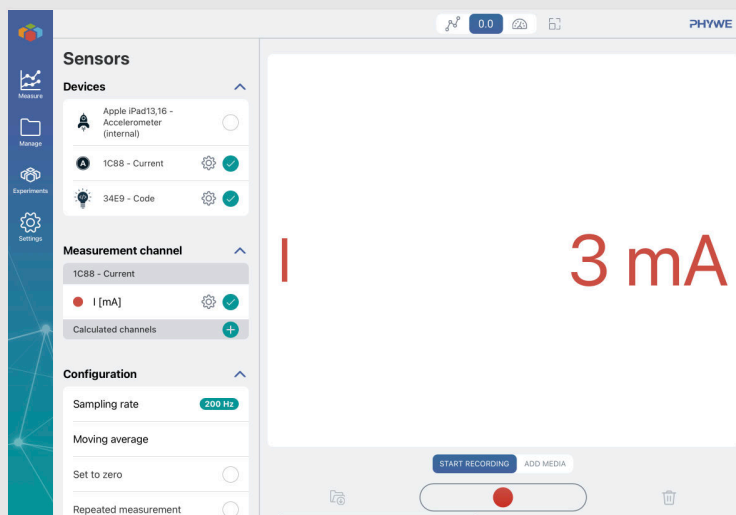 0.0
PHYWE
Measure
Manage
Experiments
Settings
Sensors
Devices
Apple iPad13,16 -
Accelerometer
(internal)
A
1C88 - Current
34E9 - Code
Measurement channel
1C88 - Current
I [mA]
Calculated channels
Configuration
Sampling rate
200 Hz
Moving average
Set to zero
Repeated measurement
I 3 mA
START RECORDING
ADD MEDIA